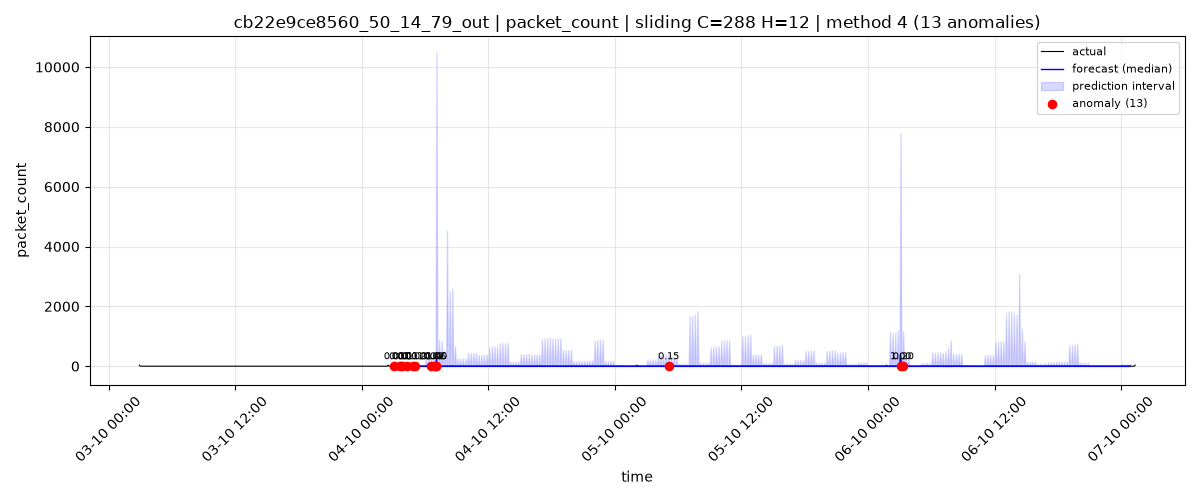 cb22e9ce8560_50_14_79_out | packet_count | sliding C=288 H=12 | method 4 (13 anomalies)
actual
forecast (median)
prediction interval
anomaly (13)
packet_count
10000
8000
6000
4000
2000
0
0.15
03-10 00:00
03-10 12:00
04-10 00:00
04-10 12:00
05-10 00:00
05-10 12:00
06-10 00:00
06-10 12:00
07-10 00:00
time